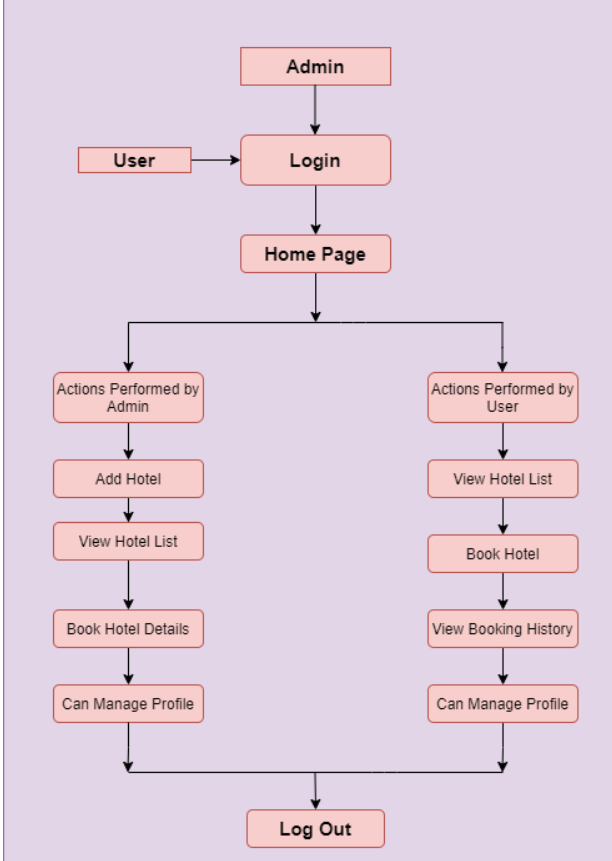 Admin
User
Login
Home Page
Actions Performed by
Admin
Add Hotel
View Hotel List
Book Hotel Details
Can Manage Profile
Actions Performed by
User
View Hotel List
Book Hotel
View Booking History
Can Manage Profile
Log Out